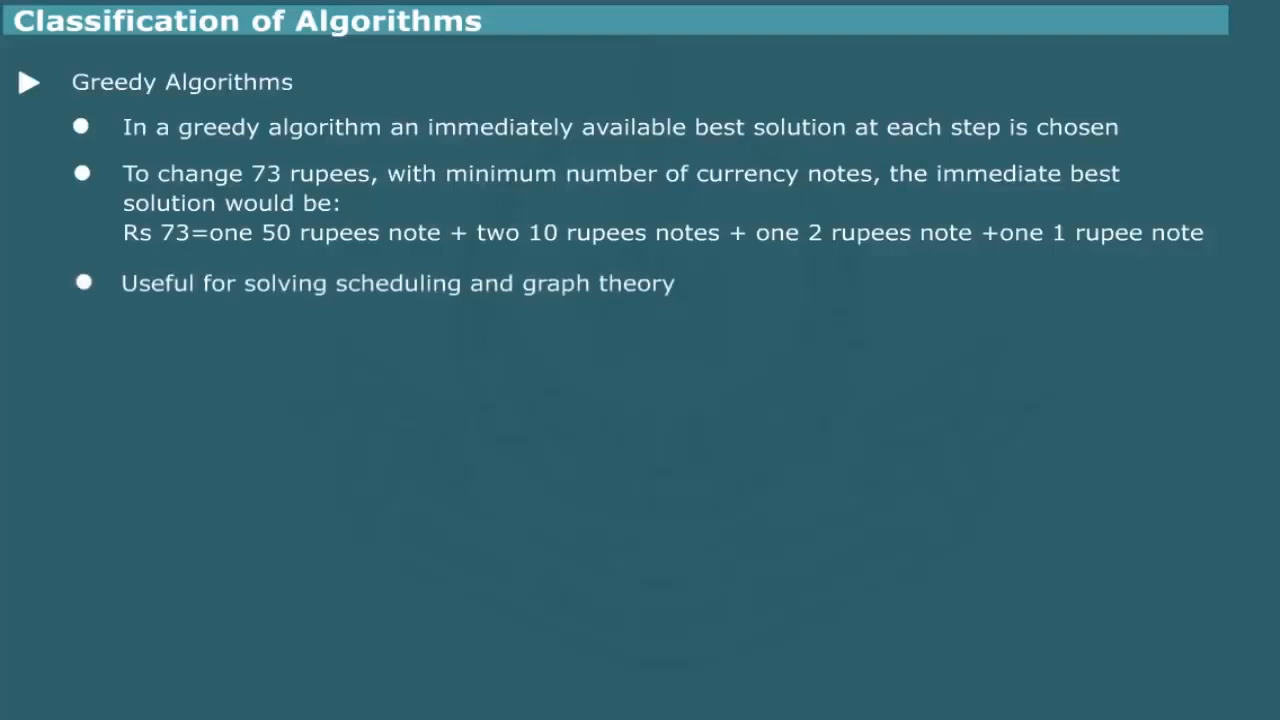 Classification of Algorithms
Greedy Algorithms
In a greedy algorithm an immediately available best solution at each step is chosen
To change 73 rupees, with minimum number of currency notes, the immediate best
solution would be:
Rs 73=one 50 rupees note + two 10 rupees notes + one 2 rupees note +one 1 rupee note
Useful for solving scheduling and graph theory